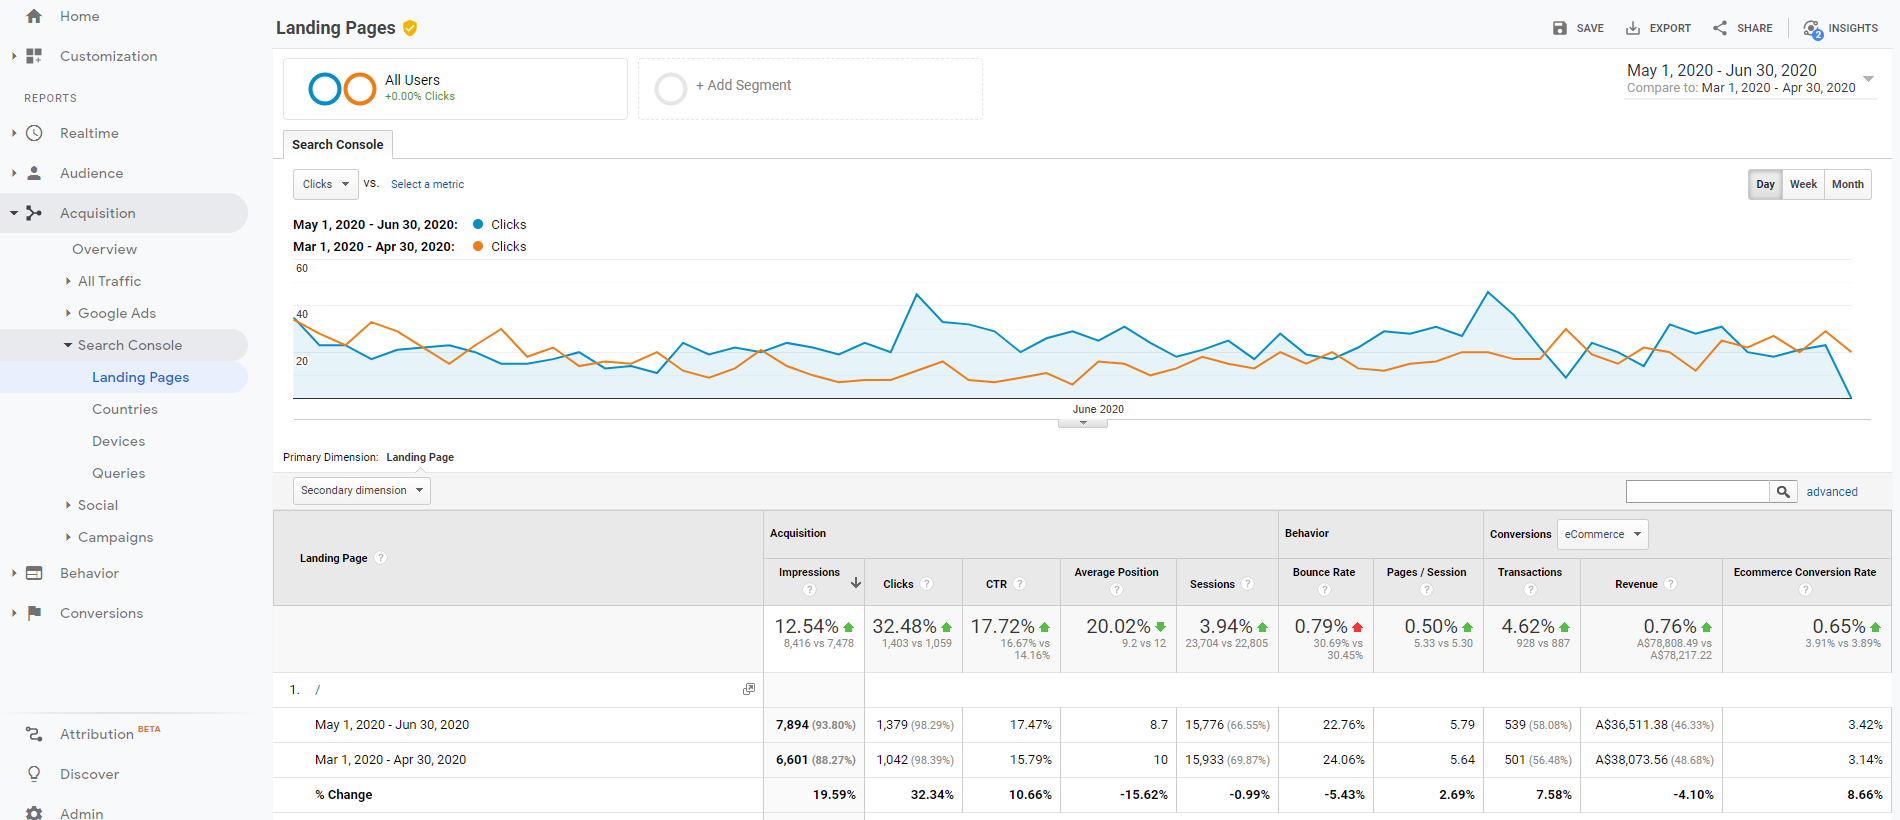 Home
Customization
REPORTS
Realtime
Audience
Acquisition
Overview
All Traffic
Google Ads
Search Console
Landing Pages
Countries
Devices
Queries
Social
Campaigns
Behavior
Conversions
Attribution BETA
Discover
Admin
Landing Pages
SAVE EXPORT SHARE 2 INSIGHTS
All Users
+0.00% Clicks
+ Add Segment
May 1, 2020 - Jun 30, 2020
Compare to: Mar 1, 2020 - Apr 30, 2020
Search Console
Clicks VS. Select a metric
Day Week Month
May 1, 2020 - Jun 30, 2020: Clicks
Mar 1, 2020 - Apr 30, 2020: Clicks
60
40
20
June 2020
Primary Dimension: Landing Page
Secondary dimension
advanced
Landing Page ?
Acquisition Behavior Conversions eCommerce
Impressions ? Clicks ? CTR ? Average Position ? Sessions ? Bounce Rate ? Pages / Session ? Transactions ? Revenue ? Ecommerce Conversion Rate ?
12.54% 32.48% 17.72% 20.02% 3.94% 0.79% 0.50% 4.62% 0.76% 0.65%
8,416 vs 7,478 1,403 vs 1,059 16.67% vs 14.16% 9.2 vs 12 23,704 vs 22,805 30.69% vs 30.45% 5.33 vs 5.30 928 vs 887 A$78,808.49 vs A$78,217.22 3.91% vs 3.89%
1. /
May 1, 2020 - Jun 30, 2020 7,894 (93.80%) 1,379 (98.29%) 17.47% 8.7 15,776 (66.55%) 22.76% 5.79 539 (58.08%) A$36,511.38 (46.33%) 3.42%
Mar 1, 2020 - Apr 30, 2020 6,601 (88.27%) 1,042 (98.39%) 15.79% 10 15,933 (69.87%) 24.06% 5.64 501 (56.48%) A$38,073.56 (48.68%) 3.14%
% Change 19.59% 32.34% 10.66% -15.62% -0.99% -5.43% 2.69% 7.58% -4.10% 8.66%